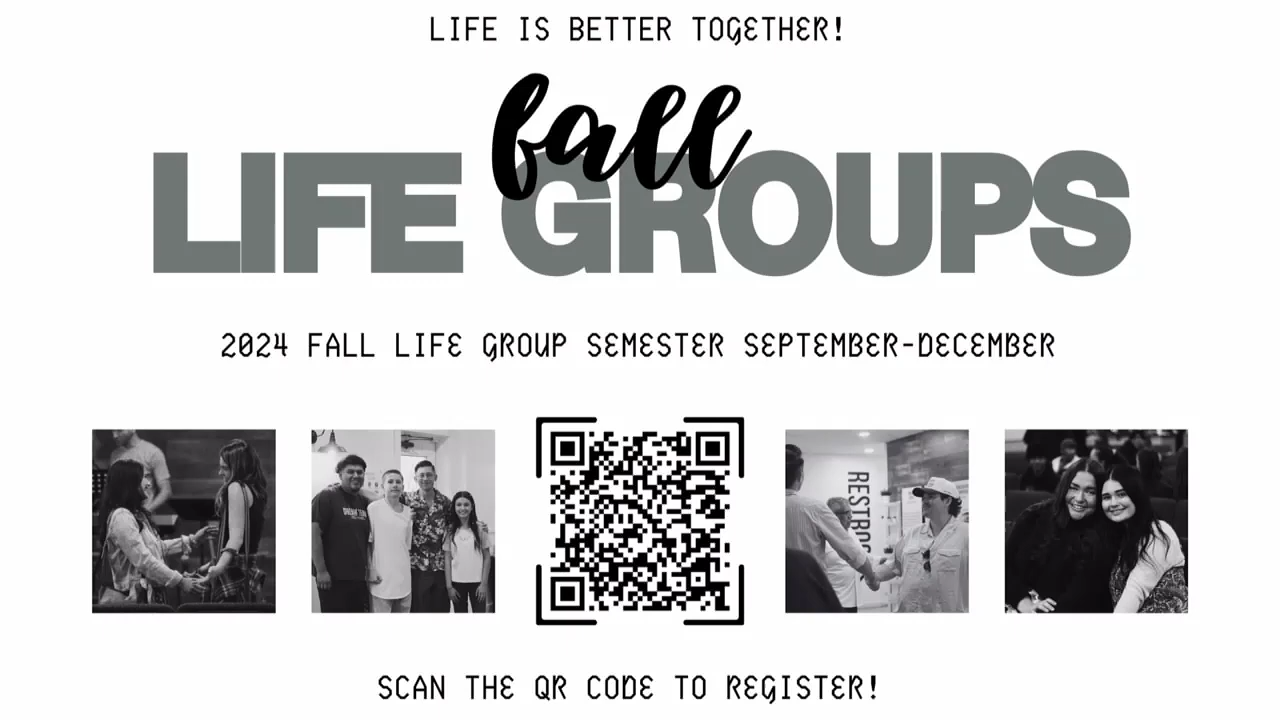 LIFE IS BETTER TOGETHER!
fall
LIFE GROUPS
2024 FALL LIFE GROUP SEMESTER SEPTEMBER-DECEMBER
RESTROO
SCAN THE QR CODE TO REGISTER!